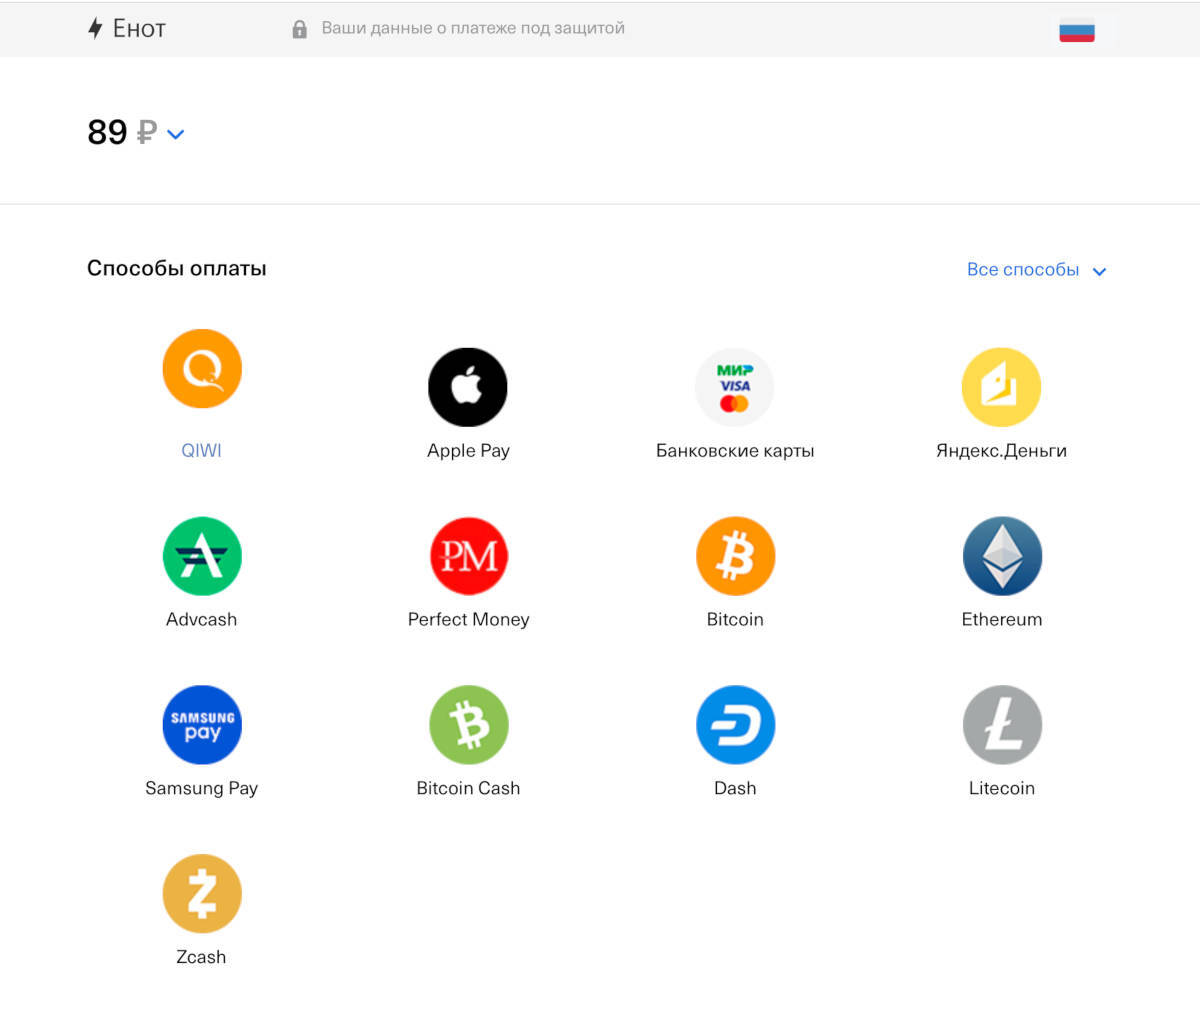 Енот
Ваши данные о платеже под защитой
89 ₽
Способы оплаты
Все способы
QIWI
Apple Pay
МИР
VISA
Банковские карты
Яндекс.Деньги
Advcash
PM
Perfect Money
Bitcoin
Ethereum
SAMSUNG
pay
Samsung Pay
Bitcoin Cash
Dash
Litecoin
Zcash